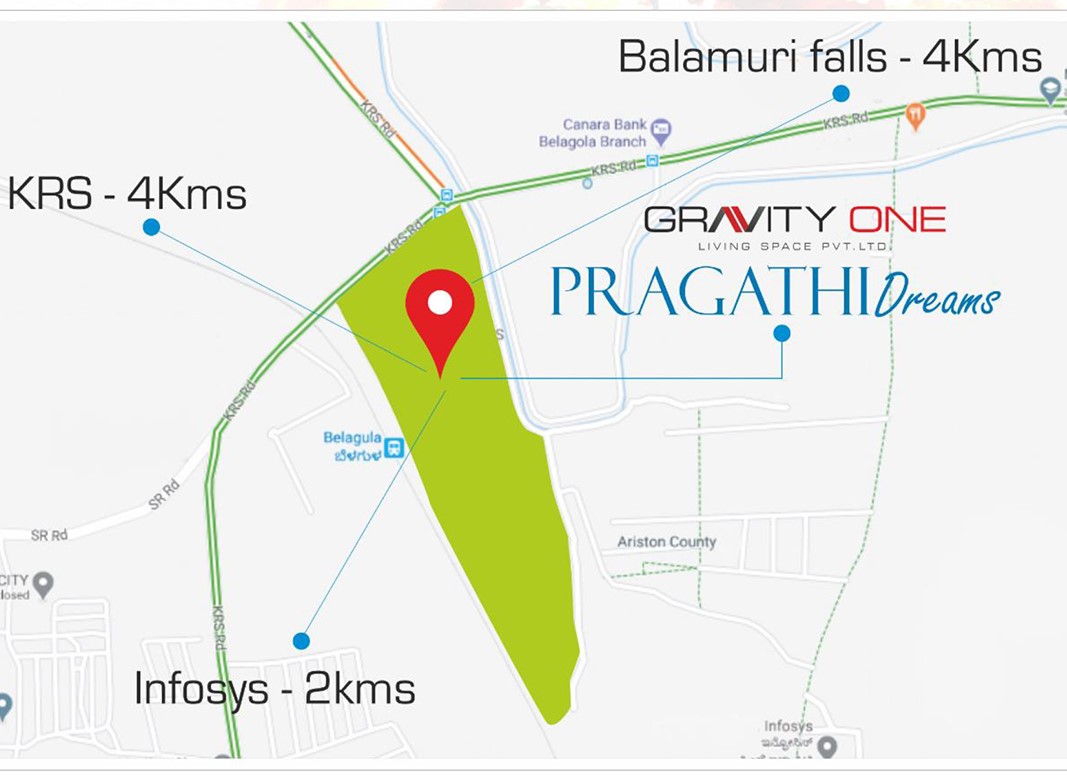 Balamuri falls - 4Kms
KRS Rd
KRS Rd
Canara Bank
Belagola Branch
KRS Rd
KRS - 4Kms
GRAVITY ONE
LIVING SPACE PVT.LTD.
KRS Rd
PRAGATHI Dreams
S
KRS Rd
Belagula
ಬೆಳಗುಳ
SR Rd
SR Rd
Ariston County
CITY
losed
KRS Rd
Infosys - 2kms
Infosys